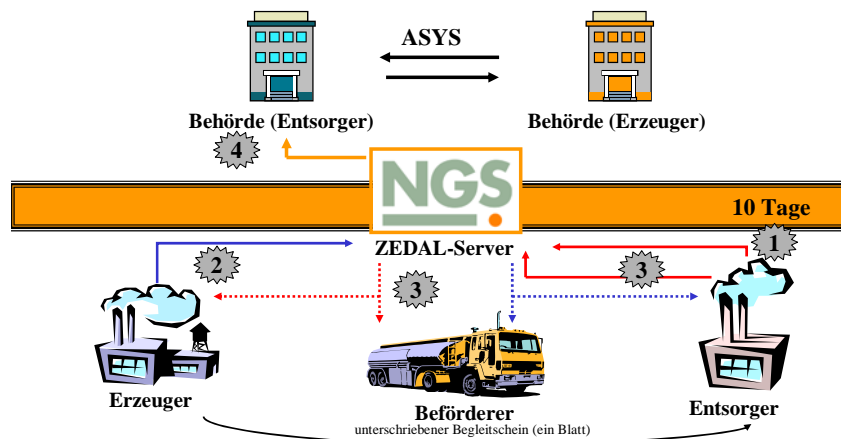 ASYS
Behörde (Entsorger)
Behörde (Erzeuger)
4
NGS
10 Tage
ZEDAL-Server
1
2
3
3
Erzeuger
Beförderer
Entsorger
unterschriebener Begleitschein (ein Blatt)